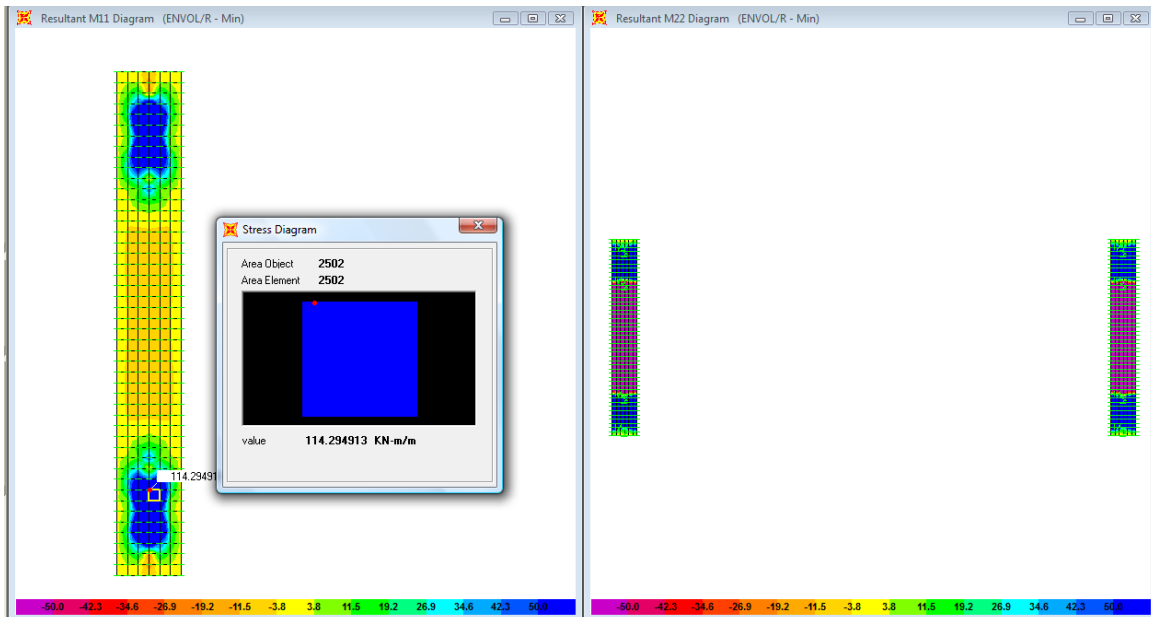 Resultant M11 Diagram (ENVOL/R - Min)
Stress Diagram
Area Object 2502
Area Element 2502
value 114.294913 KN-m/m
114.29491
-50.0 -42.3 -34.6 -26.9 -19.2 -11.5 -3.8 3.8 11.5 19.2 26.9 34.6 42.3 50.0
Resultant M22 Diagram (ENVOL/R - Min)
-50.0 -42.3 -34.6 -26.9 -19.2 -11.5 -3.8 3.8 11.5 19.2 26.9 34.6 42.3 50.0